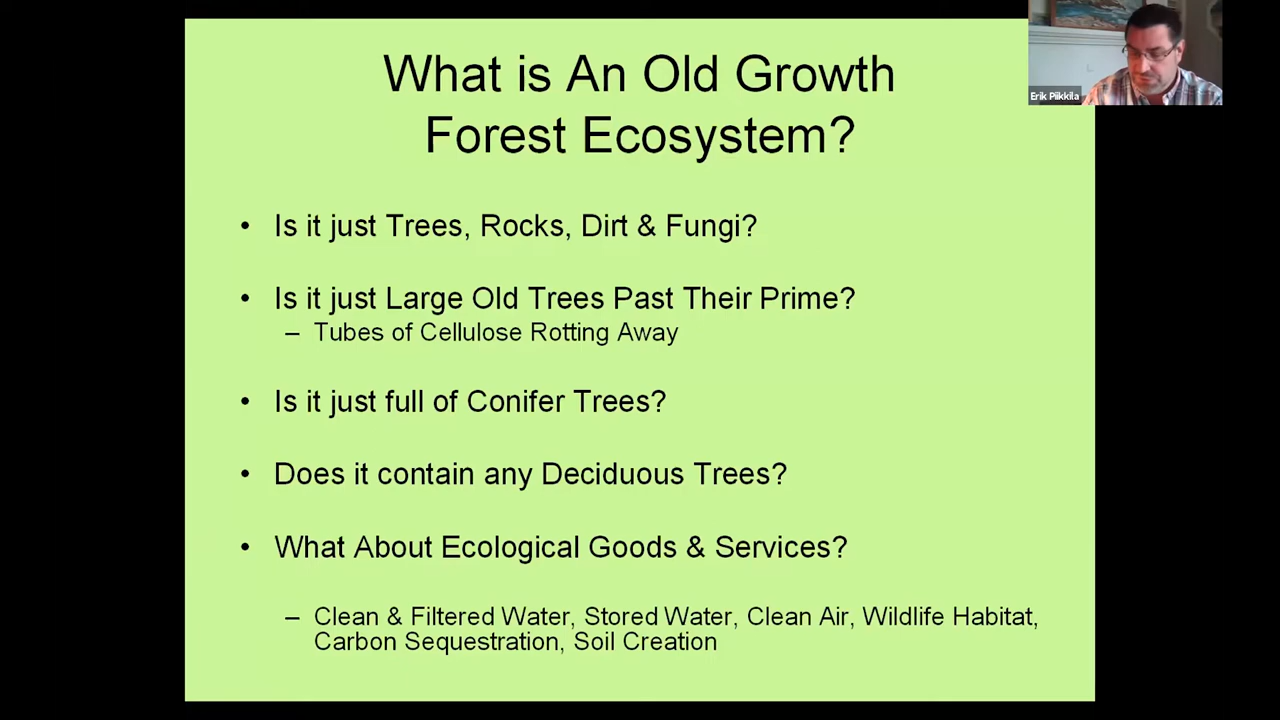 What is An Old Growth
Forest Ecosystem?
• Is it just Trees, Rocks, Dirt & Fungi?
• Is it just Large Old Trees Past Their Prime?
– Tubes of Cellulose Rotting Away
• Is it just full of Conifer Trees?
• Does it contain any Deciduous Trees?
• What About Ecological Goods & Services?
– Clean & Filtered Water, Stored Water, Clean Air, Wildlife Habitat,
Carbon Sequestration, Soil Creation
Erik Piikkila